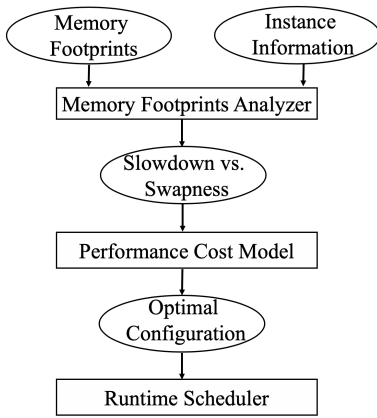 Memory
Footprints
Instance
Information
Memory Footprints Analyzer
Slowdown vs.
Swapness
Performance Cost Model
Optimal
Configuration
Runtime Scheduler